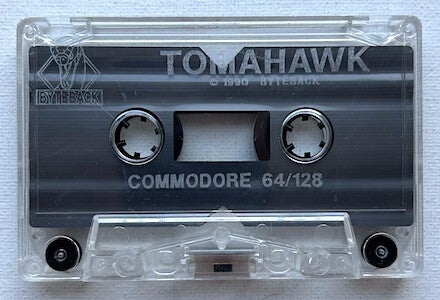 TOMAHAWK
© 1990 BYTEBACK
BYTEBACK
COMMODORE 64/128